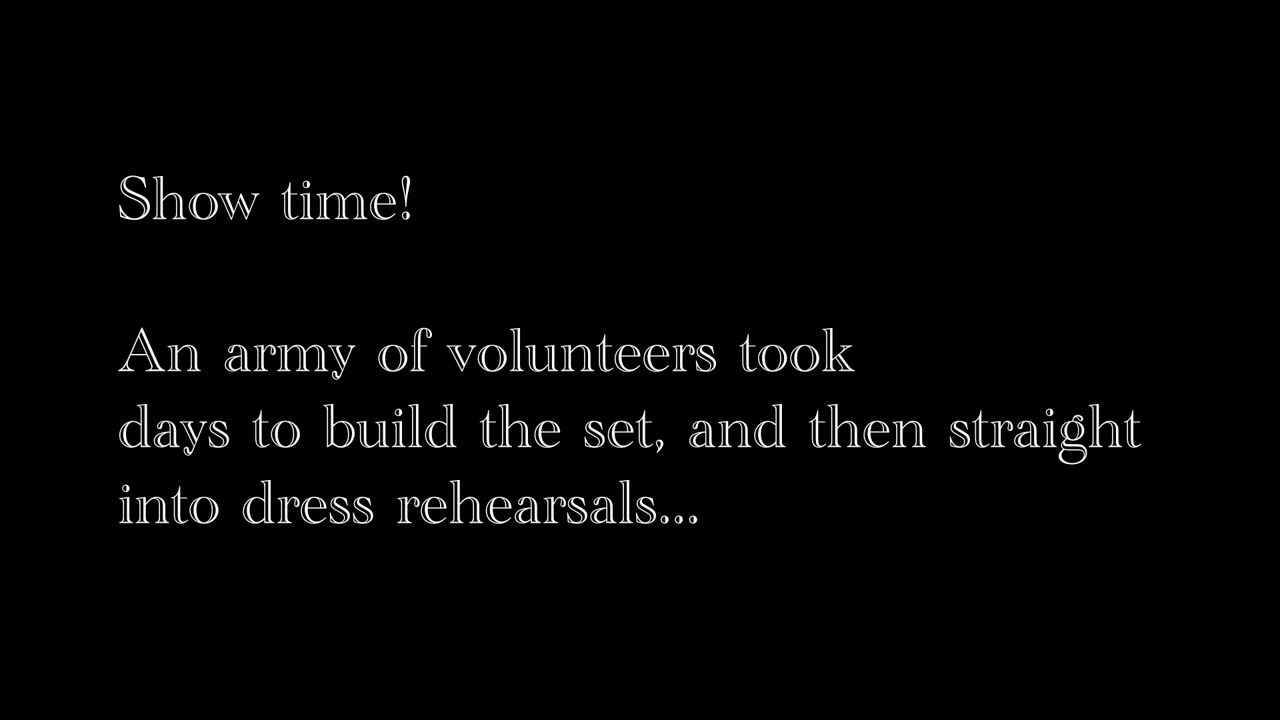 Show time!
An army of volunteers took
days to build the set, and then straight
into dress rehearsals...